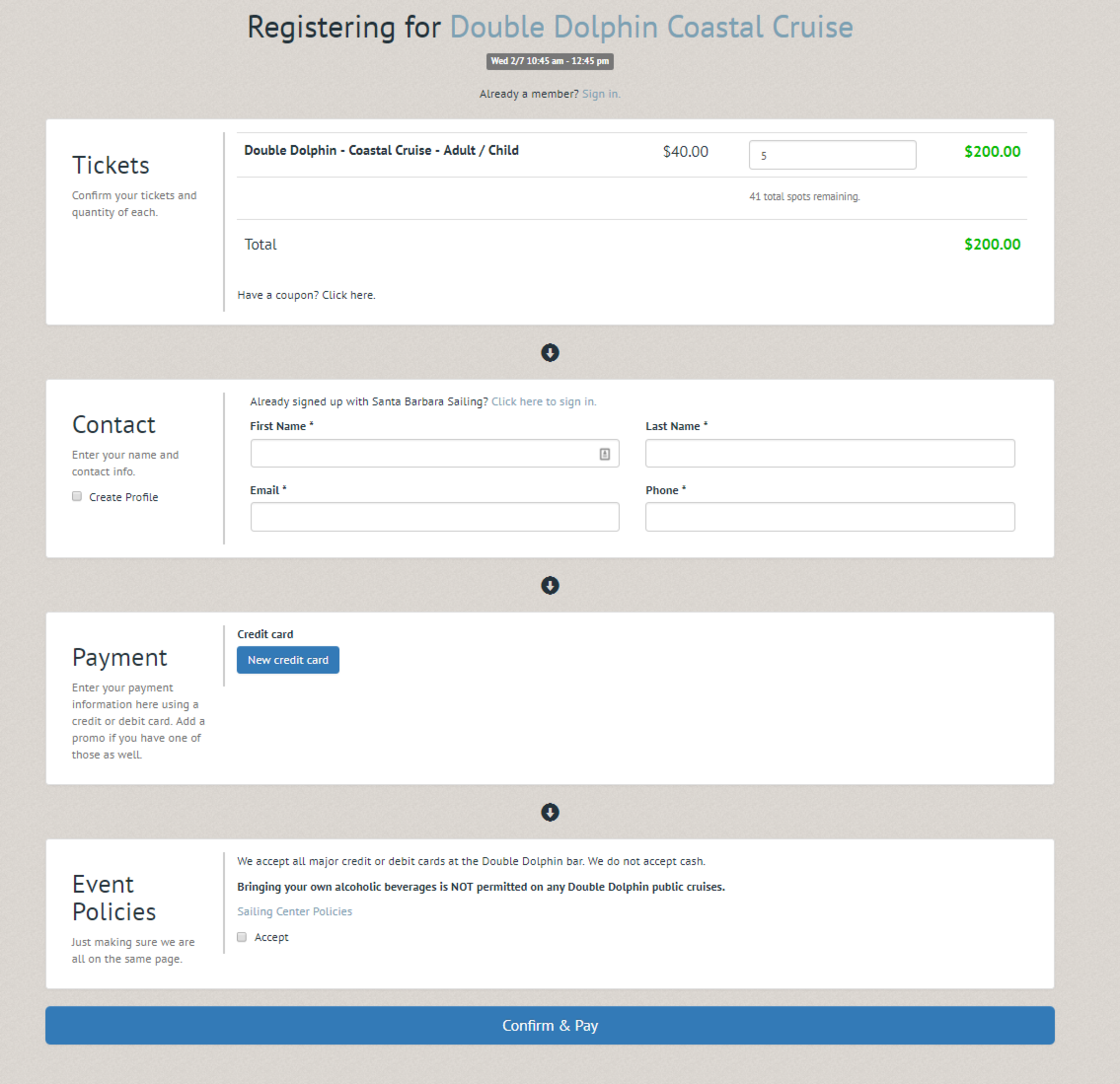 Registering for Double Dolphin Coastal Cruise
Wed 2/7 10:45 am - 12:45 pm
Already a member? Sign in.
Tickets
Confirm your tickets and
quantity of each.
Double Dolphin - Coastal Cruise - Adult / Child $40.00 5 $200.00
41 total spots remaining.
Total $200.00
Have a coupon? Click here.
Contact
Enter your name and
contact info.
Create Profile
Already signed up with Santa Barbara Sailing? Click here to sign in.
First Name * Last Name *
Email * Phone *
Payment
Enter your payment
information here using a
credit or debit card. Add a
promo if you have one of
those as well.
Credit card
New credit card
Event
Policies
Just making sure we are
all on the same page.
We accept all major credit or debit cards at the Double Dolphin bar. We do not accept cash.
Bringing your own alcoholic beverages is NOT permitted on any Double Dolphin public cruises.
Sailing Center Policies
Accept
Confirm & Pay